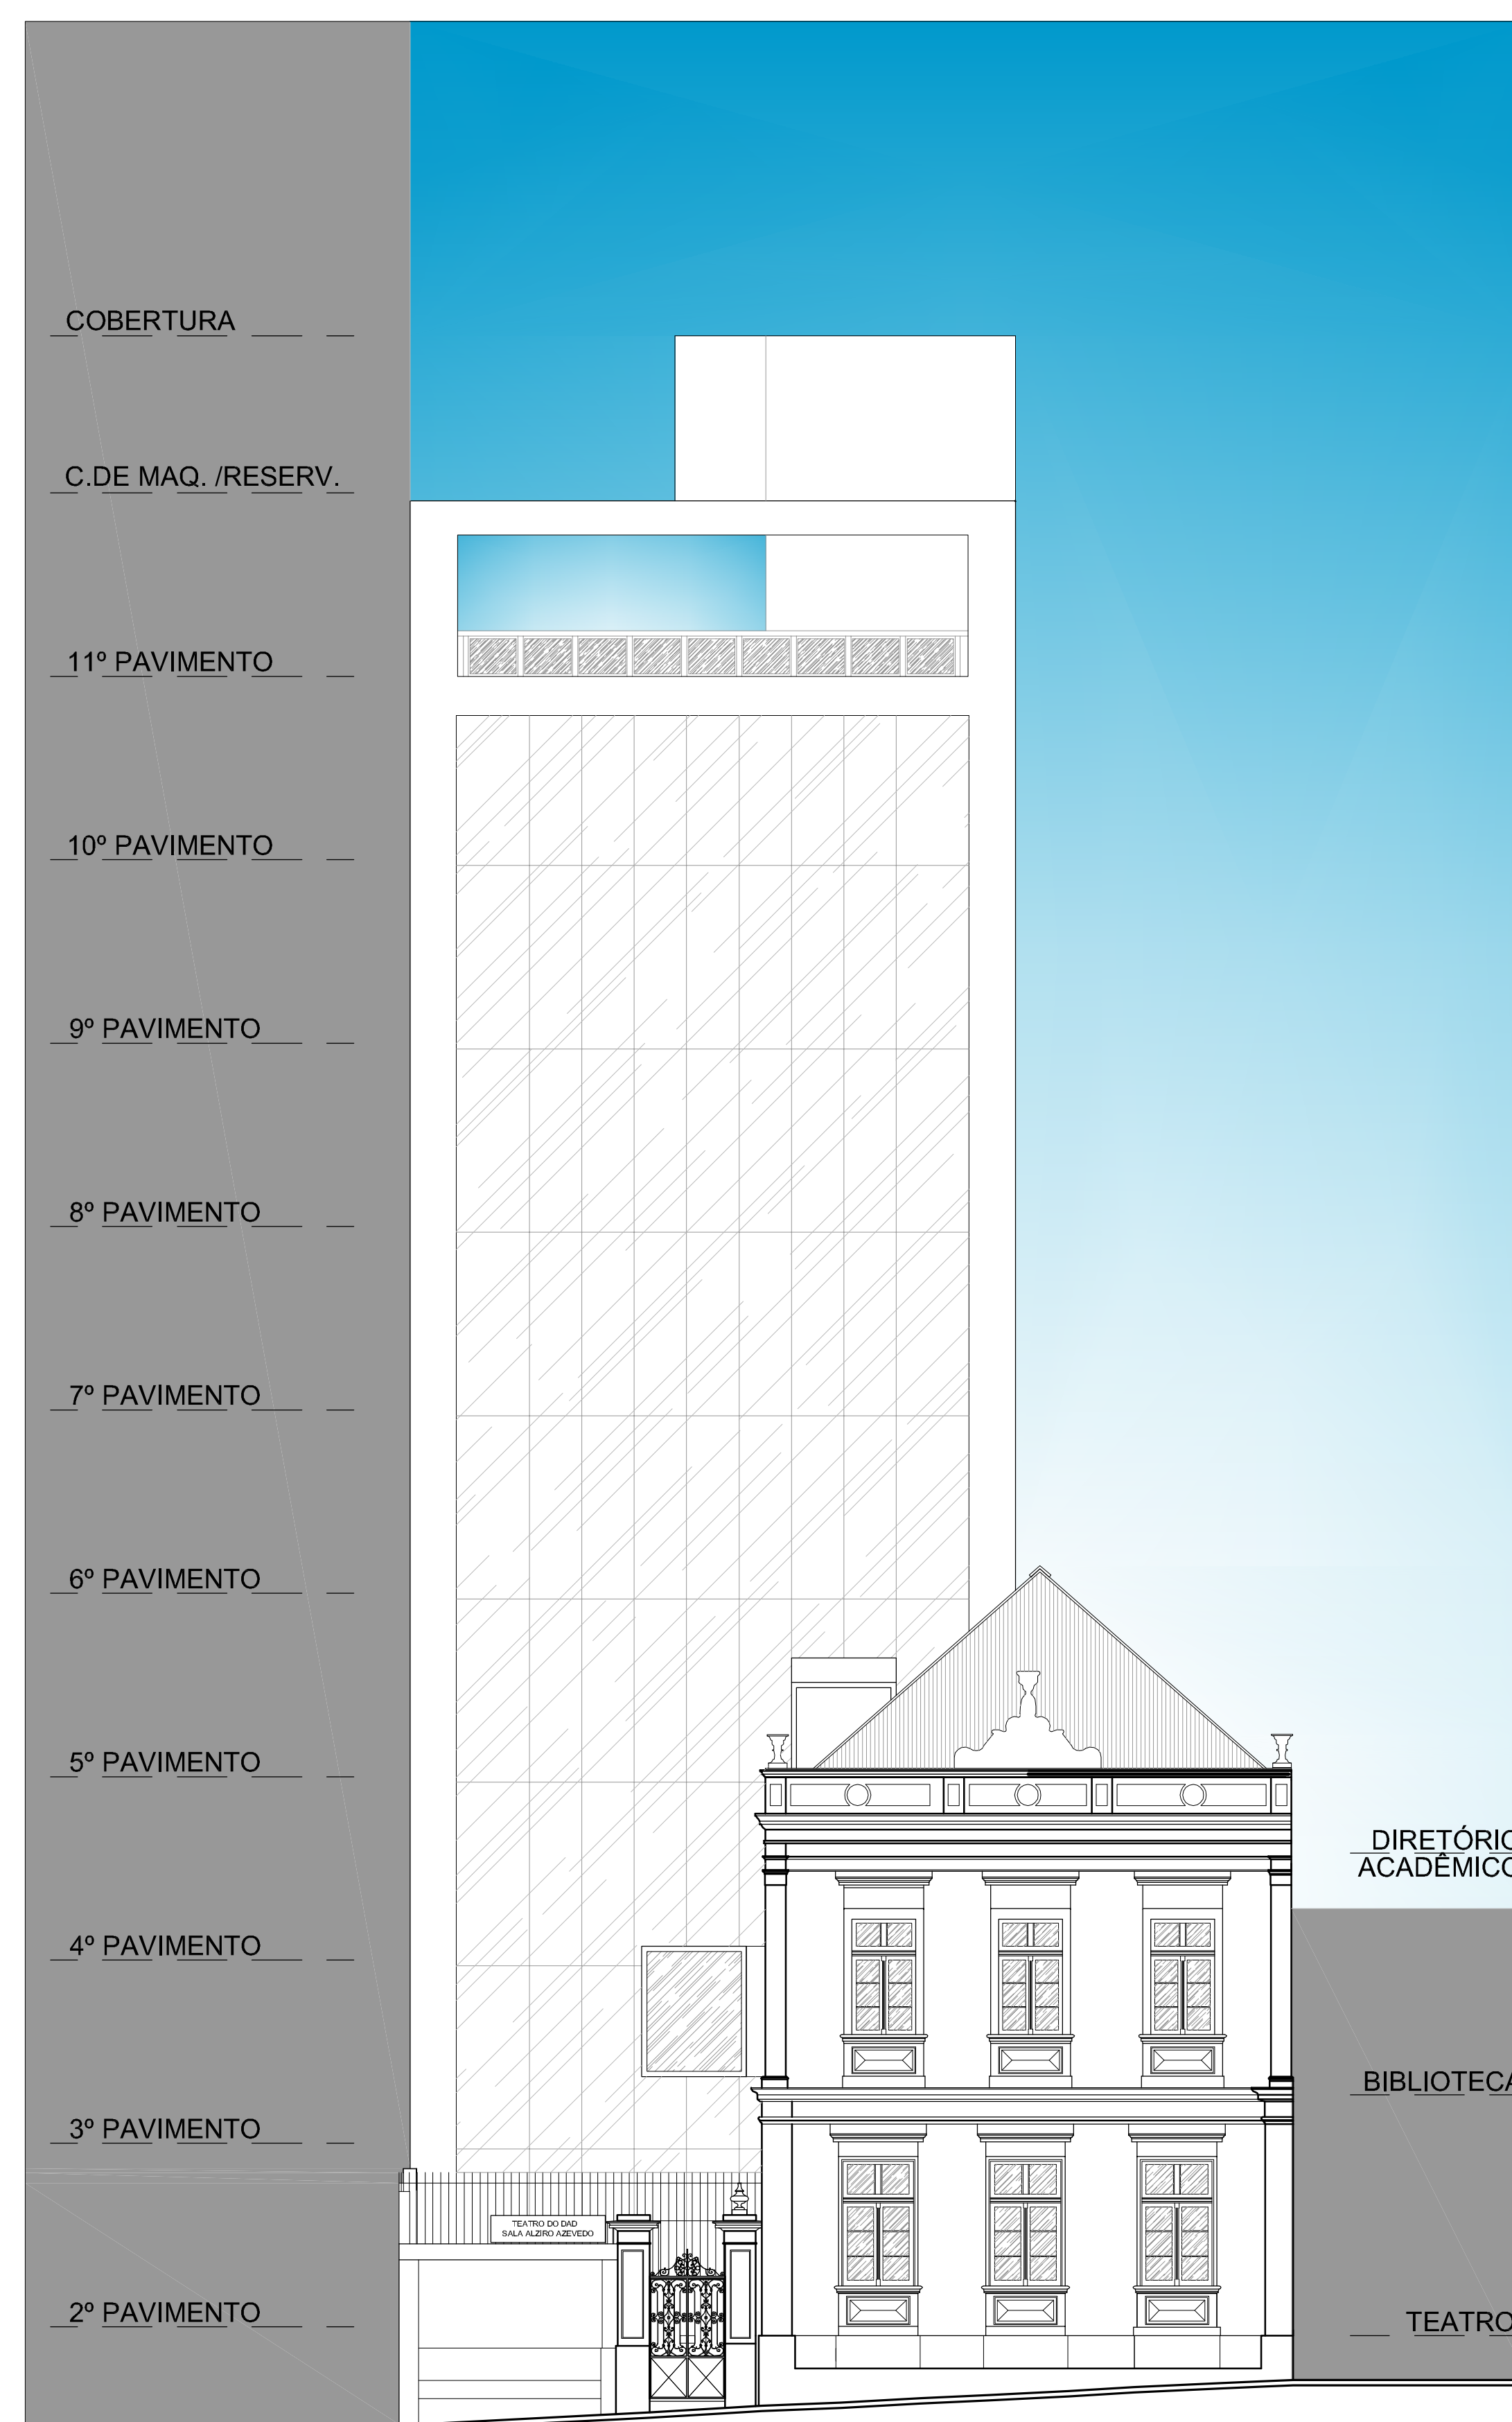 COBERTURA
C.DE MAQ. /RESERV.
11º PAVIMENTO
10º PAVIMENTO
9º PAVIMENTO
8º PAVIMENTO
7º PAVIMENTO
6º PAVIMENTO
5º PAVIMENTO
DIRETÓRIO
ACADÊMICO
4º PAVIMENTO
BIBLIOTECA
3º PAVIMENTO
TEATRO DO DAD
SALA ALZIRO AZEVEDO
2º PAVIMENTO
TEATRO